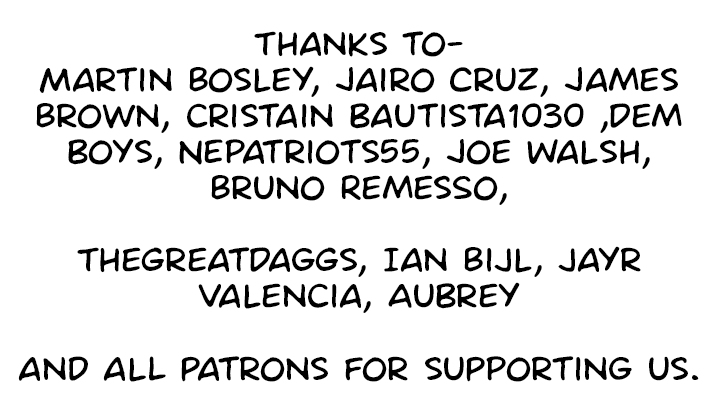 THANKS TO-
MARTIN BOSLEY, JAIRO CRUZ, JAMES
BROWN, CRISTAIN BAUTISTA1030 ,DEM
BOYS, NEPATRIOTS55, JOE WALSH,
BRUNO REMESSO,
THEGREATDAGGS, IAN BIJL, JAYR
VALENCIA, AUBREY
AND ALL PATRONS FOR SUPPORTING US.